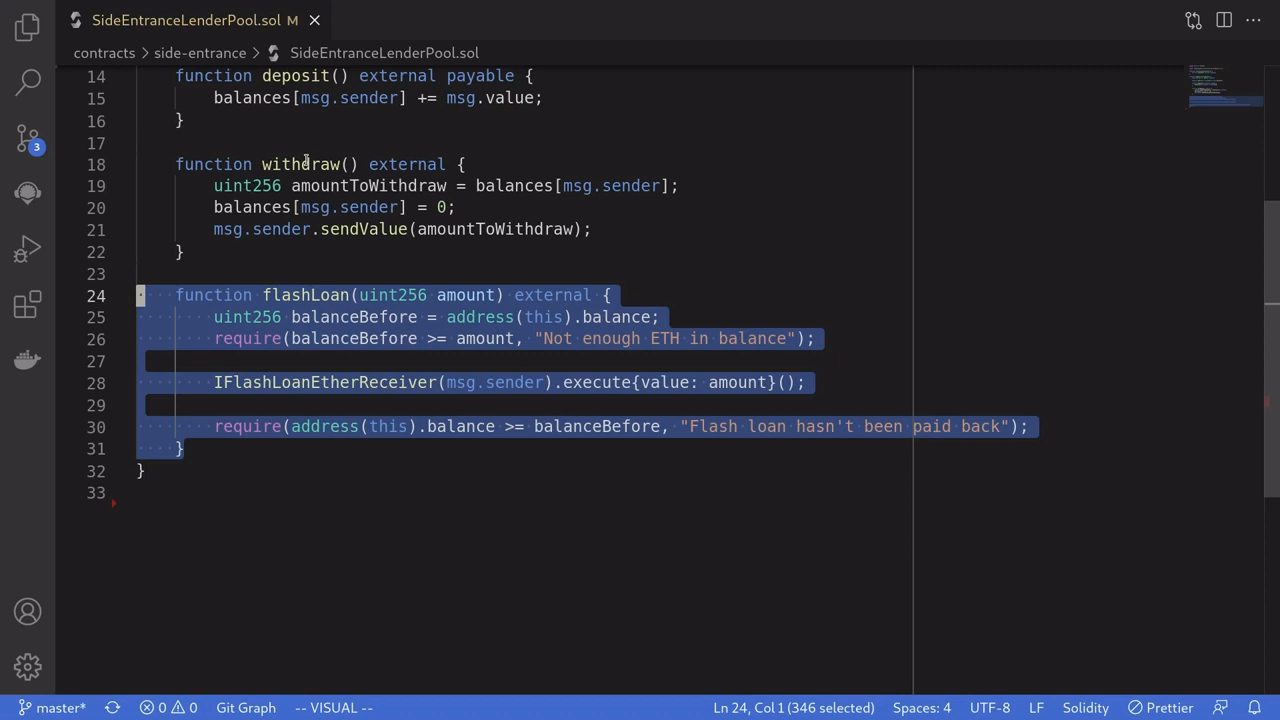 SideEntranceLenderPool.sol M
contracts > side-entrance > SideEntranceLenderPool.sol
3
14 function deposit() external payable {
15 balances[msg.sender] += msg.value;
16 }
17
18 function withdraw() external {
19 uint256 amountToWithdraw = balances[msg.sender];
20 balances[msg.sender] = 0;
21 msg.sender.sendValue(amountToWithdraw);
22 }
23
24 function flashLoan(uint256 amount) external {
25 uint256 balanceBefore = address(this).balance;
26 require(balanceBefore >= amount, "Not enough ETH in balance");
27
28 IFlashLoanEtherReceiver(msg.sender).execute{value: amount}();
29
30 require(address(this).balance >= balanceBefore, "Flash loan hasn't been paid back");
31 }
32 }
33
master* 0 0 Git Graph -- VISUAL -- Ln 24, Col 1 (346 selected) Spaces: 4 UTF-8 LF Solidity Prettier